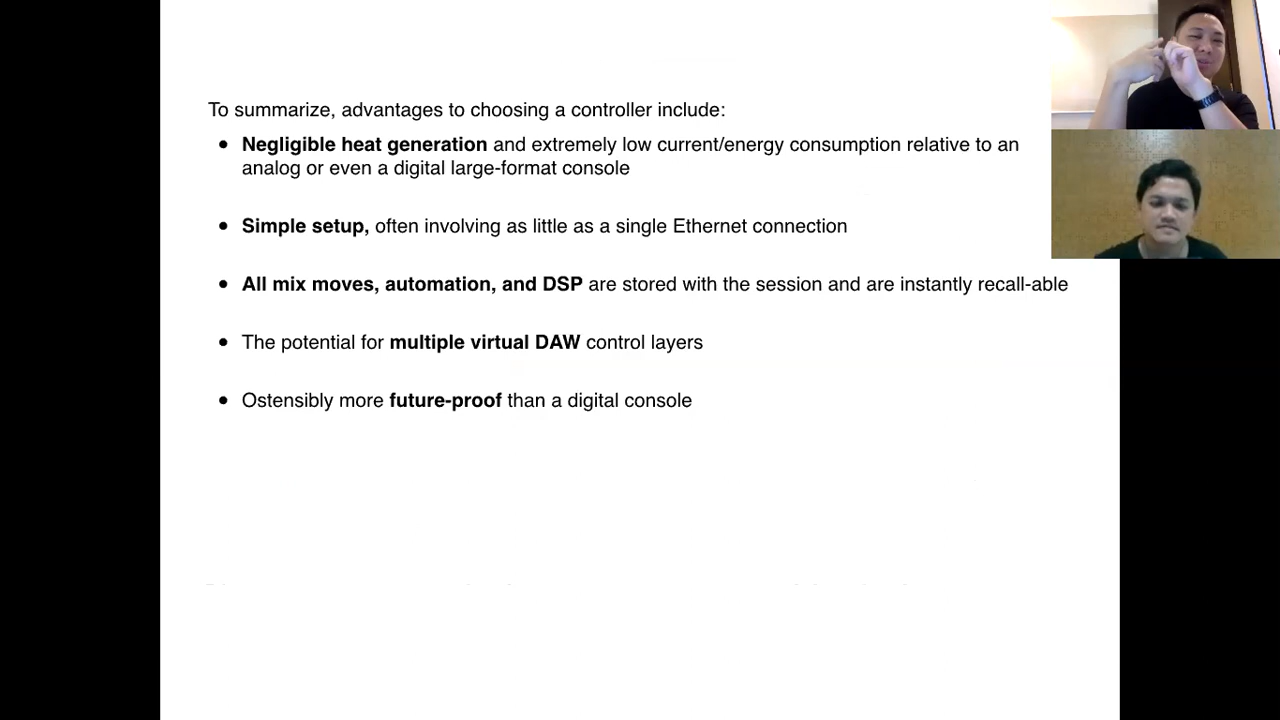 To summarize, advantages to choosing a controller include:
• Negligible heat generation and extremely low current/energy consumption relative to an
analog or even a digital large-format console
• Simple setup, often involving as little as a single Ethernet connection
• All mix moves, automation, and DSP are stored with the session and are instantly recall-able
• The potential for multiple virtual DAW control layers
• Ostensibly more future-proof than a digital console